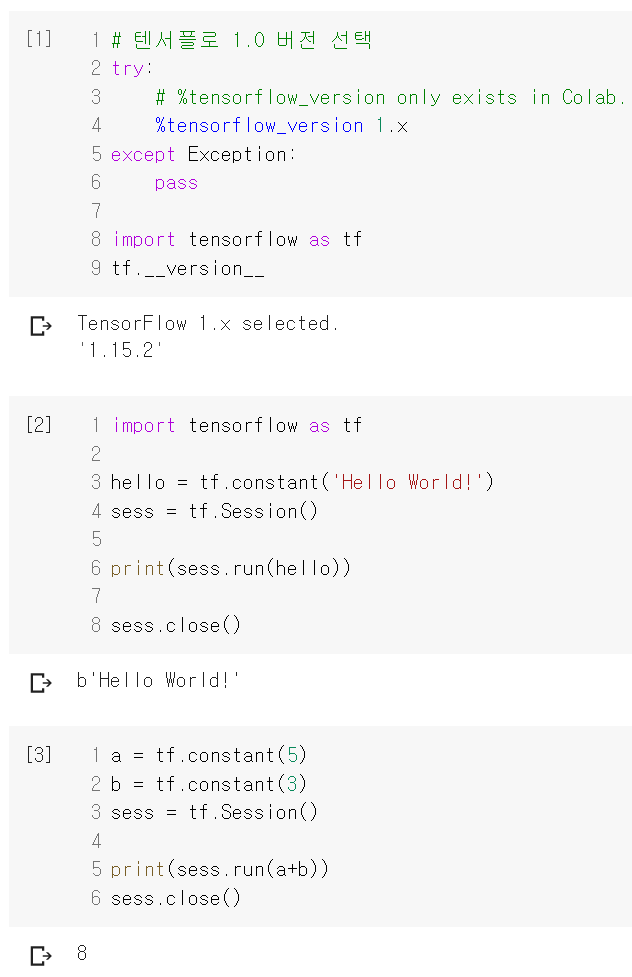 [1] 1 # 텐서플로 1.0 버전 선택
2 try:
3     # %tensorflow_version only exists in Colab.
4     %tensorflow_version 1.x
5 except Exception:
6     pass
7
8 import tensorflow as tf
9 tf.__version__
TensorFlow 1.x selected.
'1.15.2'
[2] 1 import tensorflow as tf
2
3 hello = tf.constant('Hello World!')
4 sess = tf.Session()
5
6 print(sess.run(hello))
7
8 sess.close()
b'Hello World!'
[3] 1 a = tf.constant(5)
2 b = tf.constant(3)
3 sess = tf.Session()
4
5 print(sess.run(a+b))
6 sess.close()
8